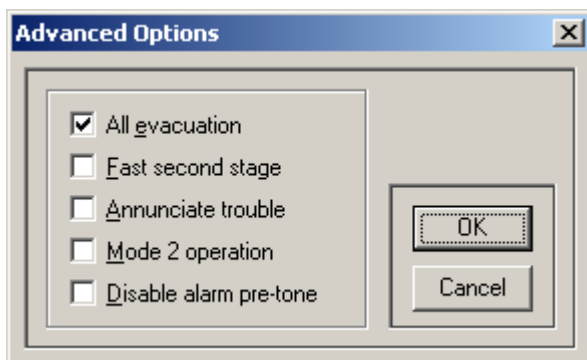 Advanced Options
All evacuation
Fast second stage
Annunciate trouble
Mode 2 operation
Disable alarm pre-tone
OK
Cancel